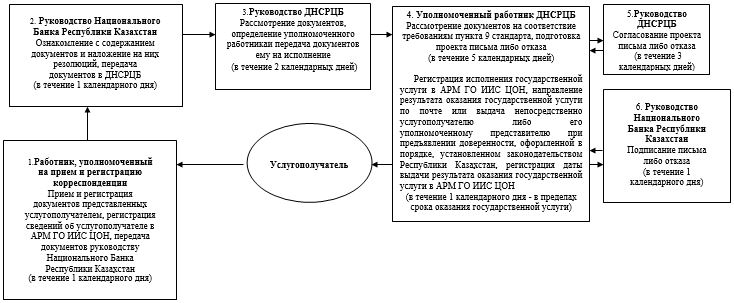 2. Руководство Национального
Банка Республики Казахстан
Ознакомление с содержанием
документов и наложение на них
резолюций, передача
документов в ДНСРЦБ
(в течение 1 календарного дня)
3.Руководство ДНСРЦБ
Рассмотрение документов,
определение уполномоченного
работники передача документов
ему на исполнение
(в течение 2 календарных дней)
4. Уполномоченный работник ДНСРЦБ
Рассмотрение документов на соответствие
требованиям пункта 9 стандарта, подготовка
проекта письма либо отказа
(в течение 5 календарных дней)
Регистрация исполнения государственной
услуги в АРМ ГО ИИС ЦОН, направление
результата оказания государственной услуги
по почте или выдача непосредственно
услугополучателю либо его
уполномоченному представителю при
предъявлении доверенности, оформленной в
порядке, установленном законодательством
Республики Казахстан, регистрация даты
выдачи результата оказания государственной
услуги в АРМ ГО ИИС ЦОН
(в течение 1 календарного дня - в пределах
срока оказания государственной услуги)
5.Руководство
ДНСРЦБ
Согласование проекта
письма либо отказа
(в течение 3
календарных дней)
6. Руководство
Национального
Банка Республики
Казахстан
Подписание письма
либо отказа
(в течение 1
календарного дня)
Услугополучатель
1.Работник, уполномоченный
на прием и регистрацию
корреспонденции
Прием и регистрация
документов представленных
услугополучателем, регистрация
сведений об услугополучателе в
АРМ ГО ИИС ЦОН, передача
документов руководству
Национального Банка
Республики Казахстан
(в течение 1 календарного дня)